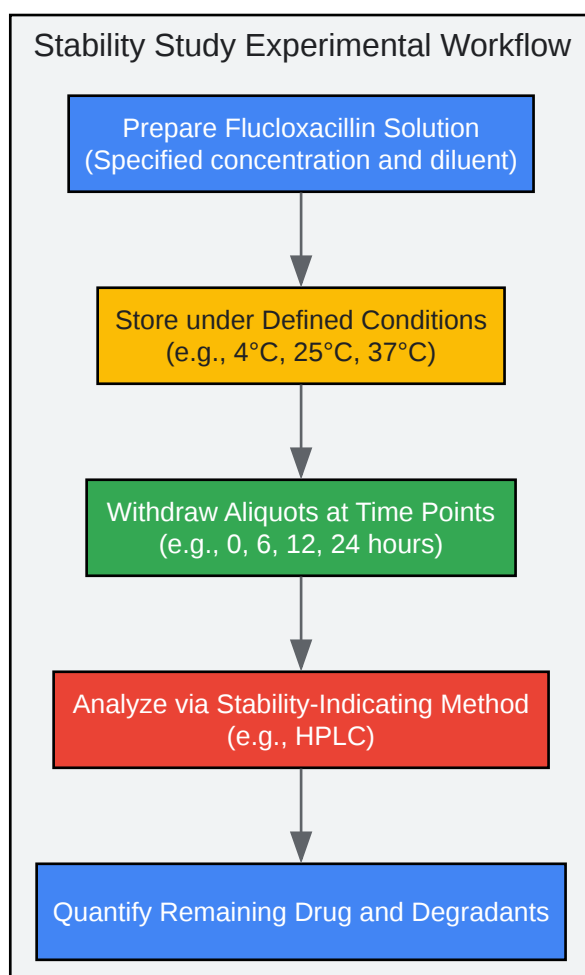 Stability Study Experimental Workflow
Prepare Flucloxacillin Solution
(Specified concentration and diluent)
Store under Defined Conditions
(e.g., 4°C, 25°C, 37°C)
Withdraw Aliquots at Time Points
(e.g., 0, 6, 12, 24 hours)
Analyze via Stability-Indicating Method
(e.g., HPLC)
Quantify Remaining Drug and Degradants